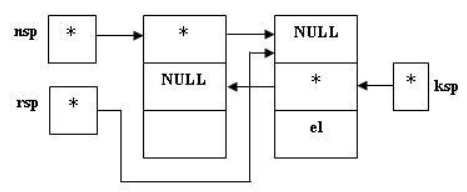 nsp * * NULL
NULL * * ksp
rsp * el